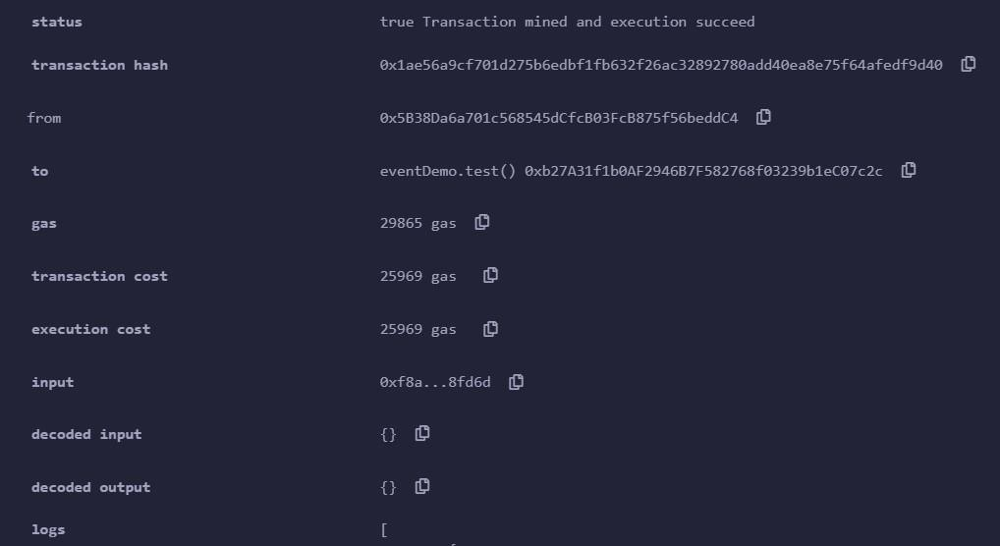 status true Transaction mined and execution succeed
transaction hash 0x1ae56a9cf701d275b6edbf1fb632f26ac32892780add40ea8e75f64afedf9d40
from 0x5B38Da6a701c568545dCfcB03FcB875f56beddC4
to eventDemo.test() 0xb27A31f1b0AF2946B7F582768f03239b1eC07c2c
gas 29865 gas
transaction cost 25969 gas
execution cost 25969 gas
input 0xf8a...8fd6d
decoded input {}
decoded output {}
logs [